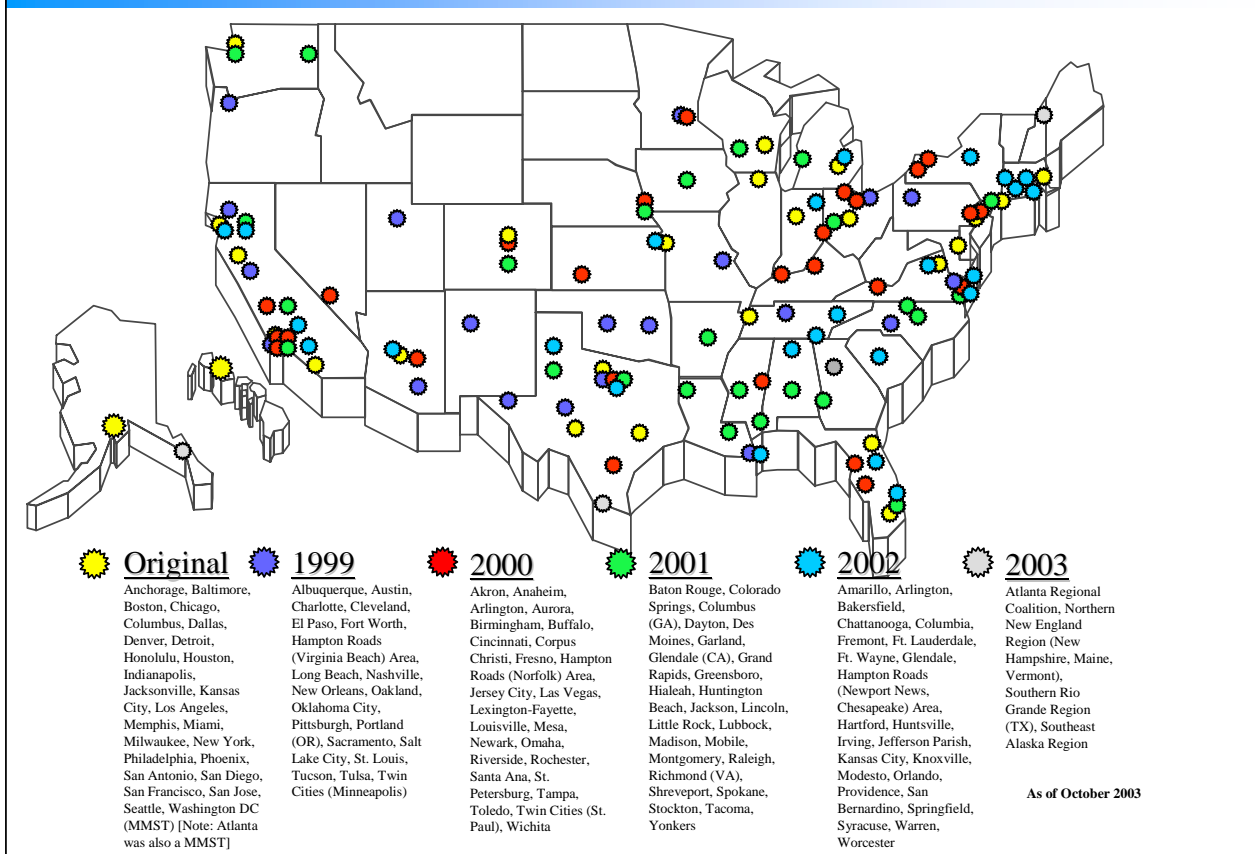 Original
Anchorage, Baltimore,
Boston, Chicago,
Columbus, Dallas,
Denver, Detroit,
Honolulu, Houston,
Indianapolis,
Jacksonville, Kansas
City, Los Angeles,
Memphis, Miami,
Milwaukee, New York,
Philadelphia, Phoenix,
San Antonio, San Diego,
San Francisco, San Jose,
Seattle, Washington DC
(MMST) [Note: Atlanta
was also a MMST]
1999
Albuquerque, Austin,
Charlotte, Cleveland,
El Paso, Fort Worth,
Hampton Roads
(Virginia Beach) Area,
Long Beach, Nashville,
New Orleans, Oakland,
Oklahoma City,
Pittsburgh, Portland
(OR), Sacramento, Salt
Lake City, St. Louis,
Tucson, Tulsa, Twin
Cities (Minneapolis)
2000
Akron, Anaheim,
Arlington, Aurora,
Birmingham, Buffalo,
Cincinnati, Corpus
Christi, Fresno, Hampton
Roads (Norfolk) Area,
Jersey City, Las Vegas,
Lexington-Fayette,
Louisville, Mesa,
Newark, Omaha,
Riverside, Rochester,
Santa Ana, St.
Petersburg, Tampa,
Toledo, Twin Cities (St.
Paul), Wichita
2001
Baton Rouge, Colorado
Springs, Columbus
(GA), Dayton, Des
Moines, Garland,
Glendale (CA), Grand
Rapids, Greensboro,
Hialeah, Huntington
Beach, Jackson, Lincoln,
Little Rock, Lubbock,
Madison, Mobile,
Montgomery, Raleigh,
Richmond (VA),
Shreveport, Spokane,
Stockton, Tacoma,
Yonkers
2002
Amarillo, Arlington,
Bakersfield,
Chattanooga, Columbia,
Fremont, Ft. Lauderdale,
Ft. Wayne, Glendale,
Hampton Roads
(Newport News,
Chesapeake) Area,
Hartford, Huntsville,
Irving, Jefferson Parish,
Kansas City, Knoxville,
Modesto, Orlando,
Providence, San
Bernardino, Springfield,
Syracuse, Warren,
Worcester
2003
Atlanta Regional
Coalition, Northern
New England
Region (New
Hampshire, Maine,
Vermont),
Southern Rio
Grande Region
(TX), Southeast
Alaska Region
As of October 2003